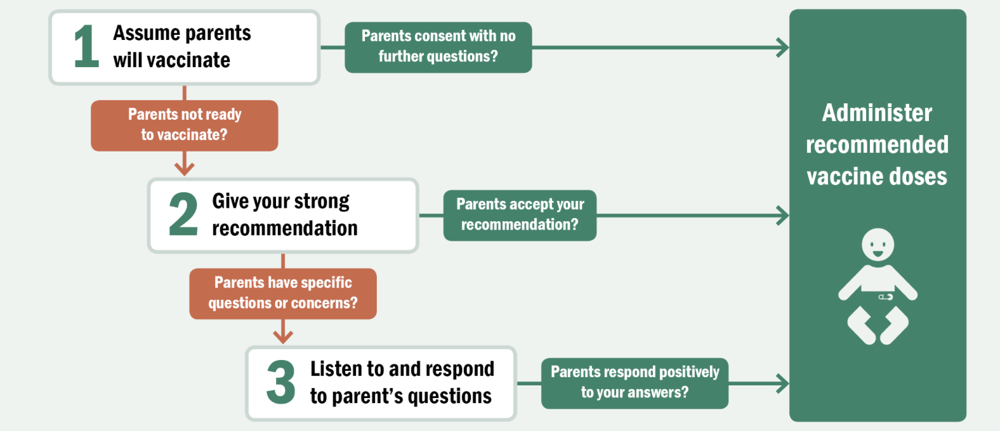 1
Assume parents
will vaccinate
Parents consent with no
further questions?
Parents not ready
to vaccinate?
2
Give your strong
recommendation
Parents accept your
recommendation?
Parents have specific
questions or concerns?
3
Listen to and respond
to parent’s questions
Parents respond positively
to your answers?
Administer
recommended
vaccine doses